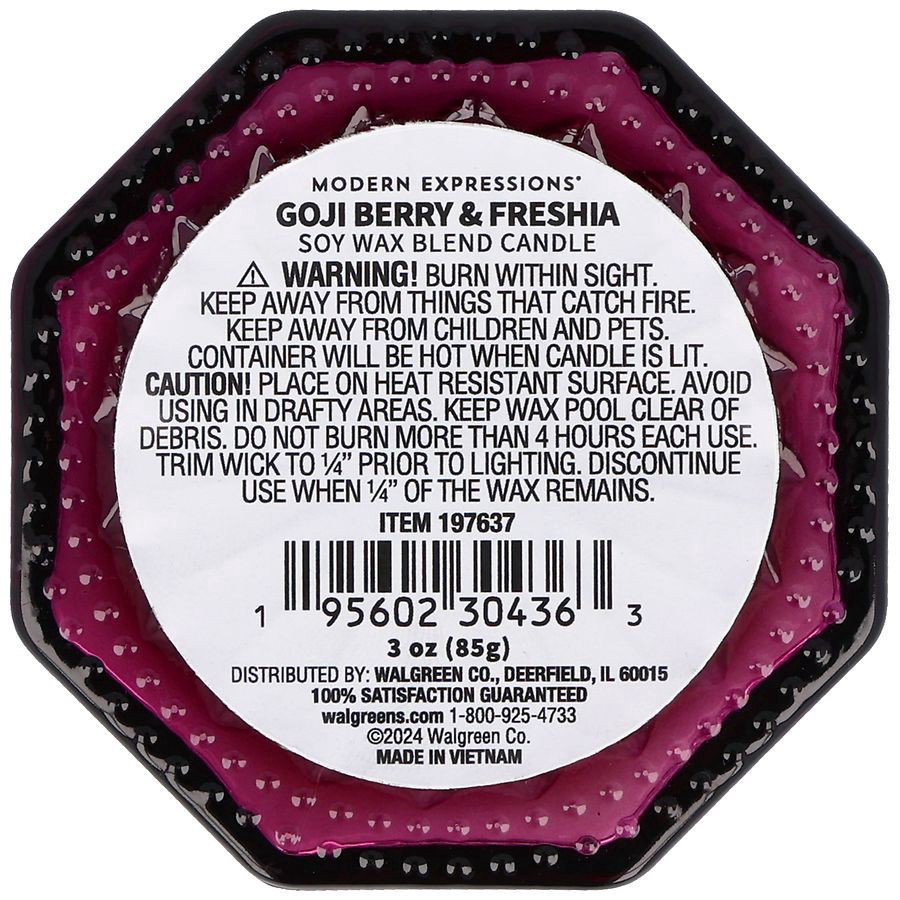 MODERN EXPRESSIONS®
GOJI BERRY & FRESHIA
SOY WAX BLEND CANDLE
⚠ WARNING! BURN WITHIN SIGHT.
KEEP AWAY FROM THINGS THAT CATCH FIRE.
KEEP AWAY FROM CHILDREN AND PETS.
CONTAINER WILL BE HOT WHEN CANDLE IS LIT.
CAUTION! PLACE ON HEAT RESISTANT SURFACE. AVOID
USING IN DRAFTY AREAS. KEEP WAX POOL CLEAR OF
DEBRIS. DO NOT BURN MORE THAN 4 HOURS EACH USE.
TRIM WICK TO ¼” PRIOR TO LIGHTING. DISCONTINUE
USE WHEN ¼” OF THE WAX REMAINS.
ITEM 197637
1 95602 30436 3
3 oz (85g)
DISTRIBUTED BY: WALGREEN CO., DEERFIELD, IL 60015
100% SATISFACTION GUARANTEED
walgreens.com 1-800-925-4733
©2024 Walgreen Co.
MADE IN VIETNAM